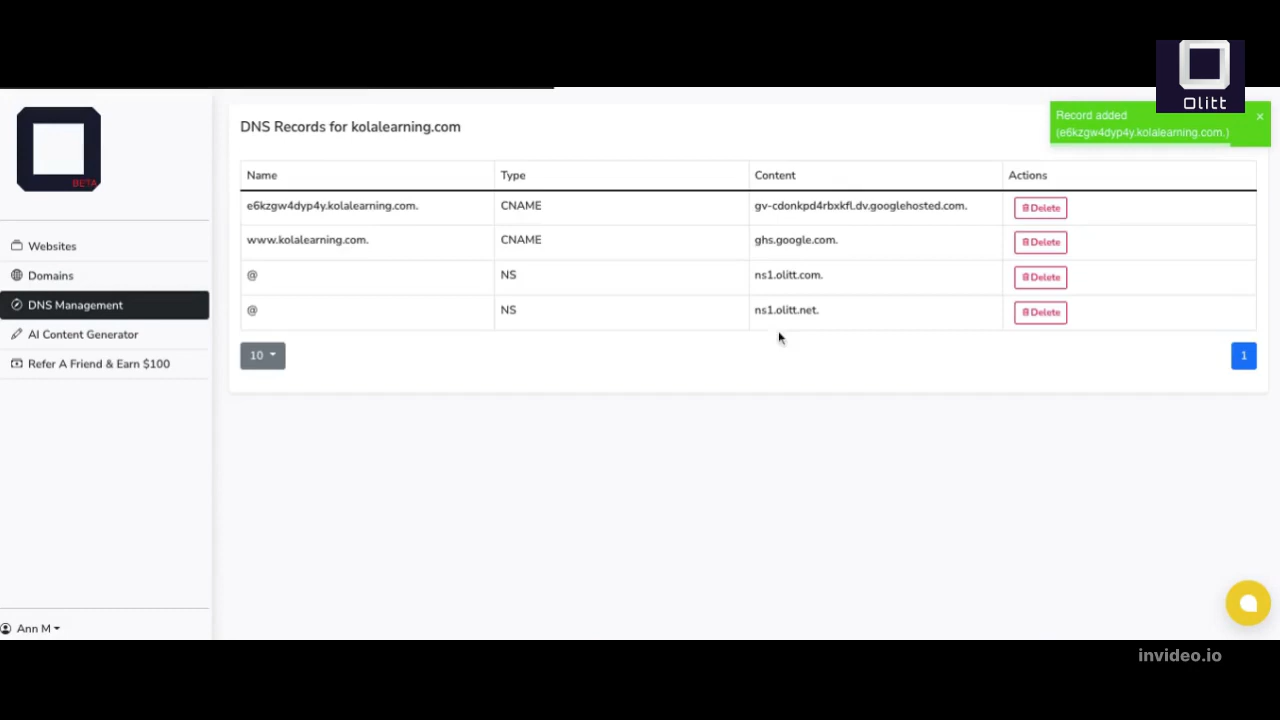 Olitt
BETA
Record added
(e6kzgw4dyp4y.kolalearning.com.)
×
DNS Records for kolalearning.com
Name Type Content Actions
e6kzgw4dyp4y.kolalearning.com. CNAME gv-cdonkpd4rbxkfl.dv.googlehosted.com. Delete
www.kolalearning.com. CNAME ghs.google.com. Delete
@ NS ns1.olitt.com. Delete
@ NS ns1.olitt.net. Delete
10 1
Websites
Domains
DNS Management
AI Content Generator
Refer A Friend & Earn $100
Ann M
invideo.io